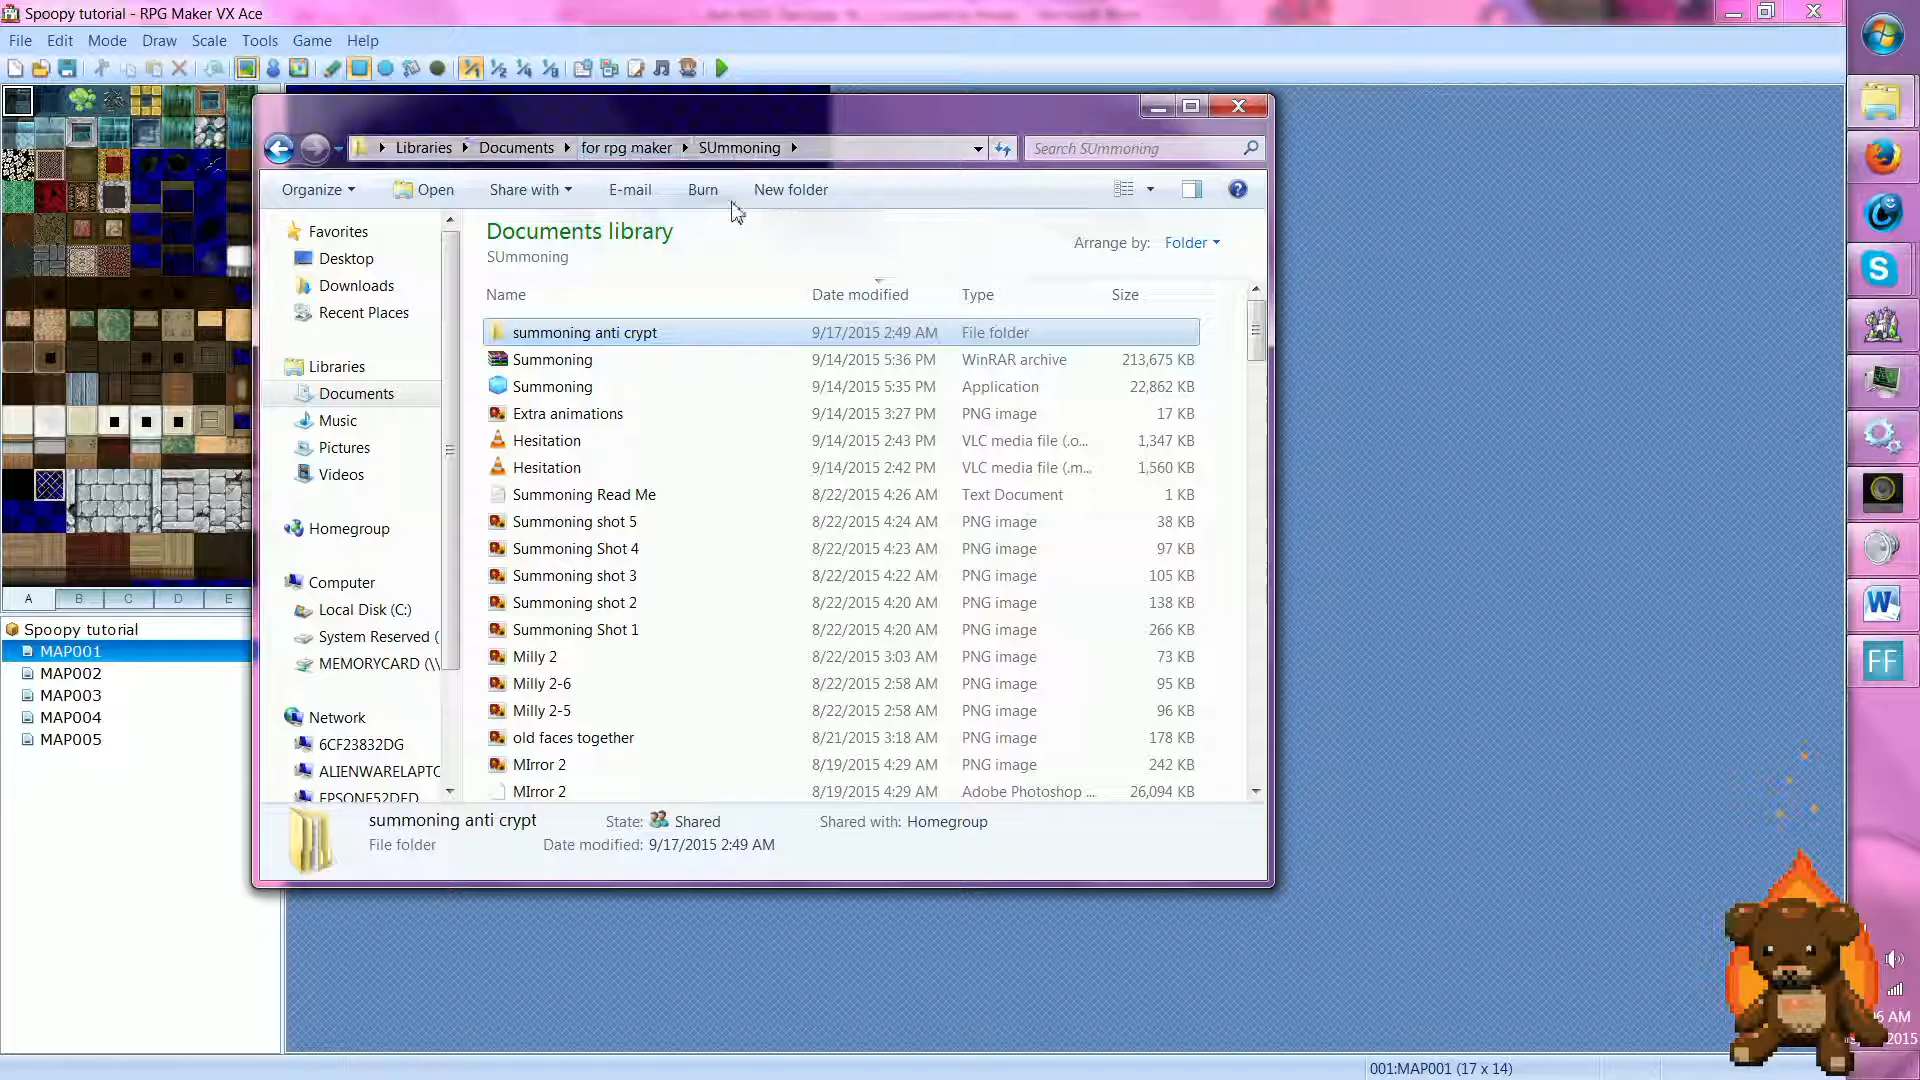 Spoopy tutorial - RPG Maker VX Ace
File Edit Mode Draw Scale Tools Game Help
Libraries Documents for rpg maker SUmmoning
Search SUmmoning
Organize Open Share with E-mail Burn New folder
Favorites
Desktop
Downloads
Recent Places
Libraries
Documents
Music
Pictures
Videos
Homegroup
Computer
Local Disk (C:)
System Reserved (
MEMORYCARD (\\
Network
6CF23832DG
ALIENWARELAPTO
EPSONE52DED
Documents library
SUmmoning
Arrange by: Folder
Name Date modified Type Size
summoning anti crypt 9/17/2015 2:49 AM File folder
Summoning 9/14/2015 5:36 PM WinRAR archive 213,675 KB
Summoning 9/14/2015 5:35 PM Application 22,862 KB
Extra animations 9/14/2015 3:27 PM PNG image 17 KB
Hesitation 9/14/2015 2:43 PM VLC media file (.o... 1,347 KB
Hesitation 9/14/2015 2:42 PM VLC media file (.m... 1,560 KB
Summoning Read Me 8/22/2015 4:26 AM Text Document 1 KB
Summoning shot 5 8/22/2015 4:24 AM PNG image 38 KB
Summoning Shot 4 8/22/2015 4:23 AM PNG image 97 KB
Summoning shot 3 8/22/2015 4:22 AM PNG image 105 KB
Summoning shot 2 8/22/2015 4:20 AM PNG image 138 KB
Summoning Shot 1 8/22/2015 4:20 AM PNG image 266 KB
Milly 2 8/22/2015 3:03 AM PNG image 73 KB
Milly 2-6 8/22/2015 2:58 AM PNG image 95 KB
Milly 2-5 8/22/2015 2:58 AM PNG image 96 KB
old faces together 8/21/2015 3:18 AM PNG image 178 KB
MIrror 2 8/19/2015 4:29 AM PNG image 242 KB
MIrror 2 8/19/2015 4:29 AM Adobe Photoshop ... 26,094 KB
summoning anti crypt State: Shared Shared with: Homegroup
File folder Date modified: 9/17/2015 2:49 AM
A B C D E
Spoopy tutorial
MAP001
MAP002
MAP003
MAP004
MAP005
S
W
FF
6 AM
2015
001:MAP001 (17 x 14)